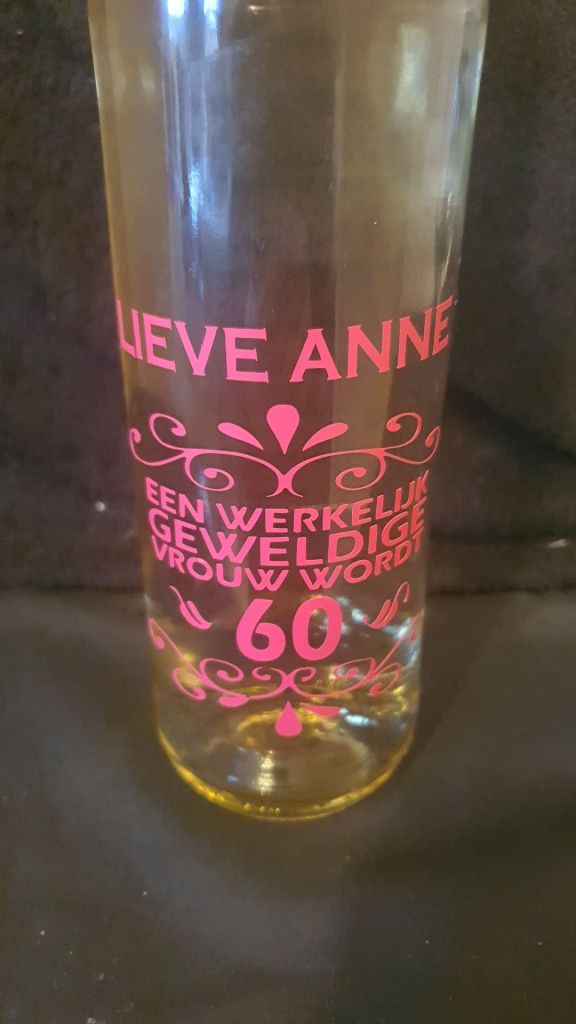 LIEVE ANNE
EEN WERKELIJK
GEWELDIGE
VROUW WORDT
60